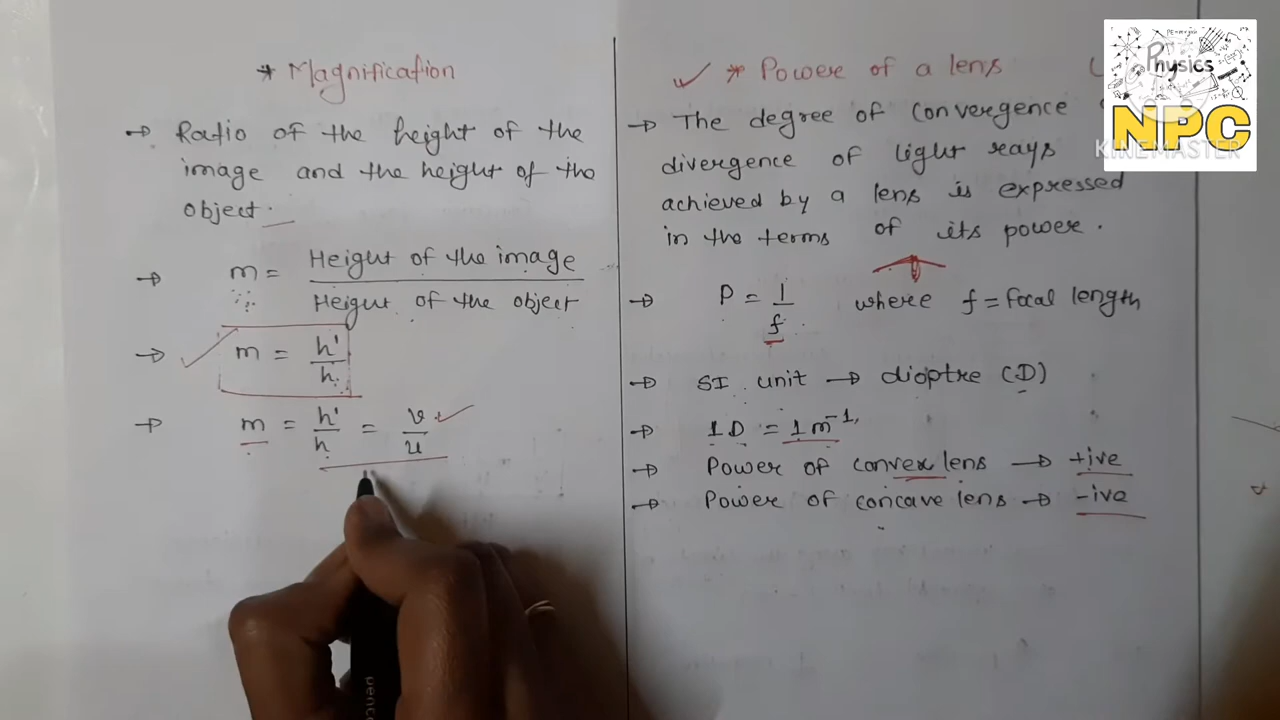 * Magnification
→ Ratio of the height of the
image and the height of the
object.
→ m = Height of the image / Height of the object
→ m = h'/h
→ m = h'/h = v/u
✓ * Power of a lens
→ The degree of convergence
divergence of light rays
achieved by a lens is expressed
in the terms of its power.
→ P = 1/f where f = focal length
→ SI unit → dioptre (D)
→ 1D = 1m⁻¹,
→ Power of convex lens → +ive
→ Power of concave lens → -ive
Physics
NPC
KINEMASTER
penco